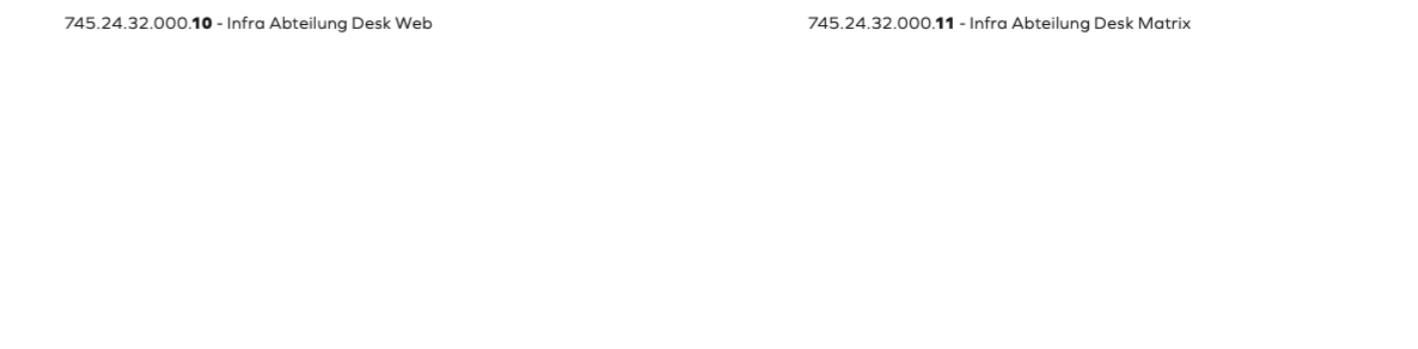 745.24.32.000.10 - Infra Abteilung Desk Web
745.24.32.000.11 - Infra Abteilung Desk Matrix